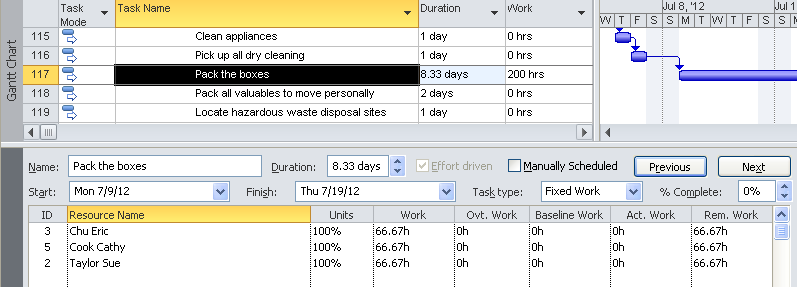 Task Mode Task Name Duration Work Jul 8, '12 Jul 1
W T F S S M T W T F S S
115 Clean appliances 1 day 0 hrs
116 Pick up all dry cleaning 1 day 0 hrs
117 Pack the boxes 8.33 days 200 hrs
118 Pack all valuables to move personally 2 days 0 hrs
119 Locate hazardous waste disposal sites 1 day 0 hrs
Gantt Chart
Name: Pack the boxes Duration: 8.33 days Effort driven Manually Scheduled Previous Next
Start: Mon 7/9/12 Finish: Thu 7/19/12 Task type: Fixed Work % Complete: 0%
ID Resource Name Units Work Ovt. Work Baseline Work Act. Work Rem. Work
3 Chu Eric 100% 66.67h 0h 0h 0h 66.67h
5 Cook Cathy 100% 66.67h 0h 0h 0h 66.67h
2 Taylor Sue 100% 66.67h 0h 0h 0h 66.67h